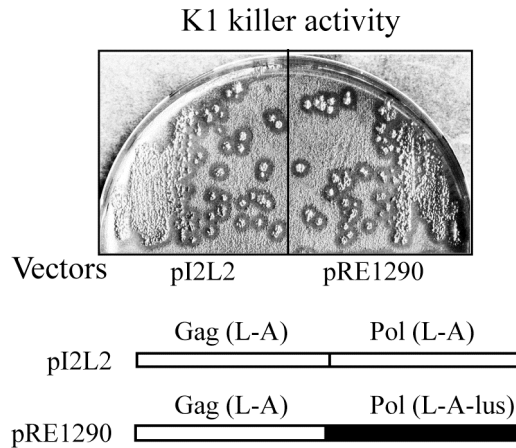 K1 killer activity
Vectors pI2L2 pRE1290
Gag (L-A) Pol (L-A)
pI2L2
Gag (L-A) Pol (L-A-lus)
pRE1290